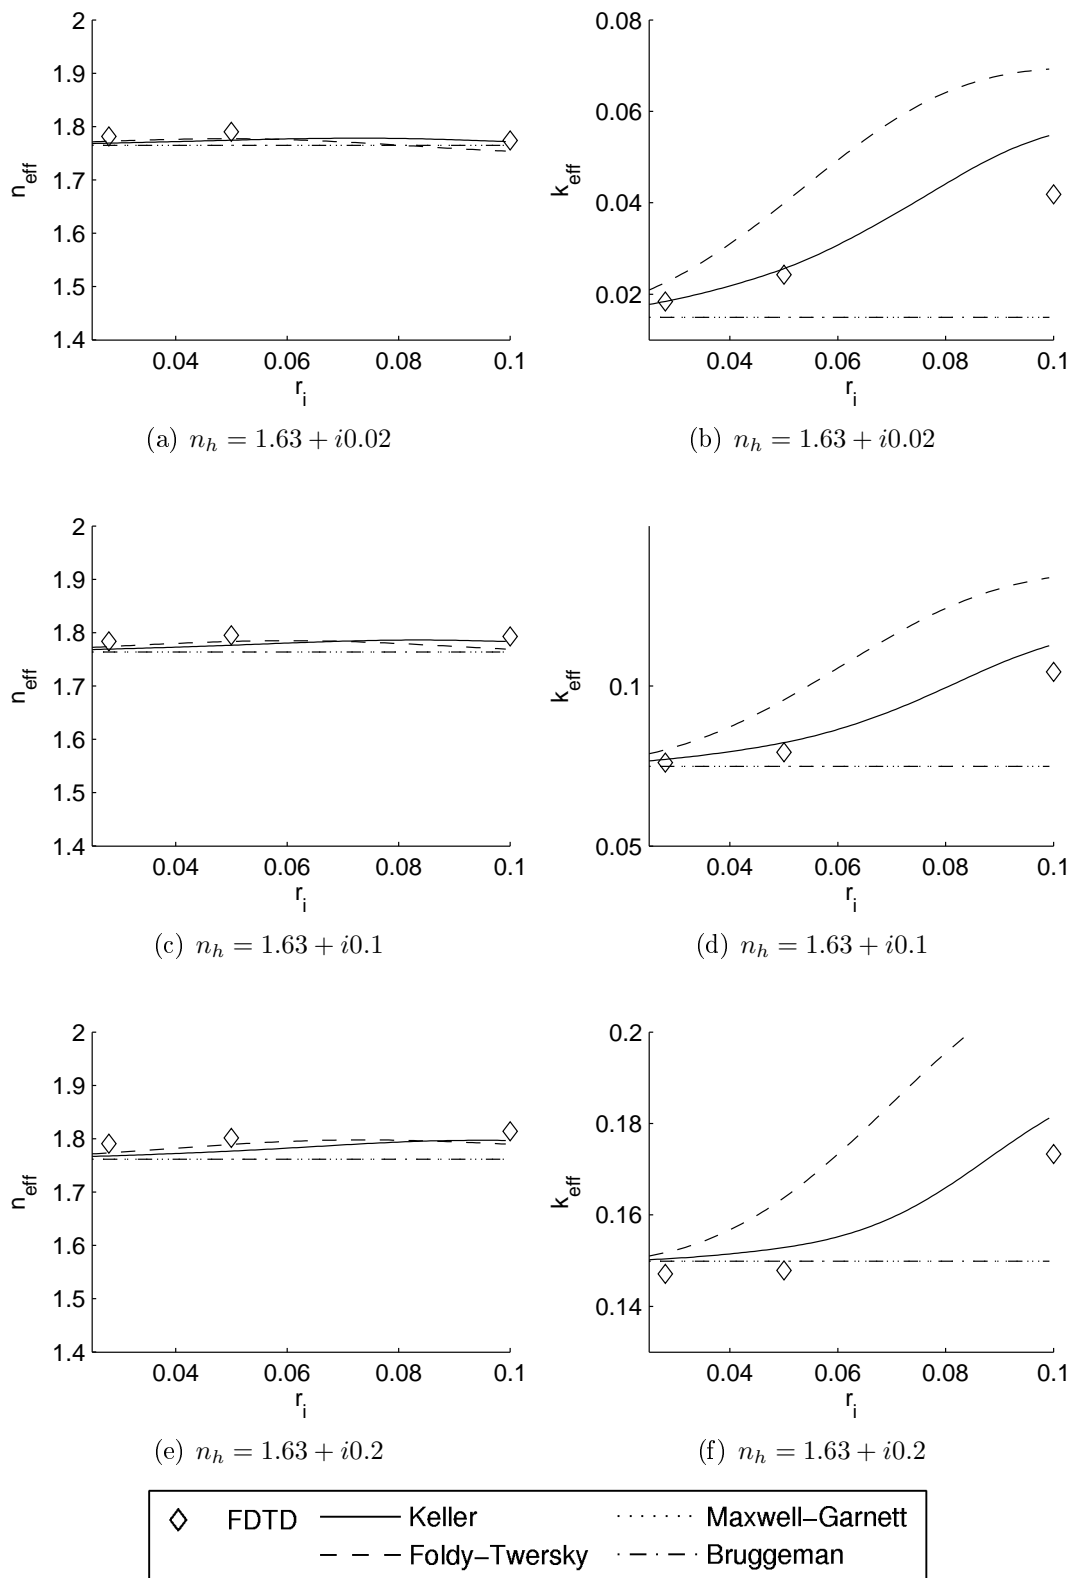 2
1.9
1.8
1.7
1.6
1.5
1.4
n_eff
0.04 0.06 0.08 0.1
r_i
(a) n_h = 1.63 + i0.02
0.08
0.06
0.04
0.02
k_eff
0.04 0.06 0.08 0.1
r_i
(b) n_h = 1.63 + i0.02
2
1.9
1.8
1.7
1.6
1.5
1.4
n_eff
0.04 0.06 0.08 0.1
r_i
(c) n_h = 1.63 + i0.1
0.1
0.05
k_eff
0.04 0.06 0.08 0.1
r_i
(d) n_h = 1.63 + i0.1
2
1.9
1.8
1.7
1.6
1.5
1.4
n_eff
0.04 0.06 0.08 0.1
r_i
(e) n_h = 1.63 + i0.2
0.2
0.18
0.16
0.14
k_eff
0.04 0.06 0.08 0.1
r_i
(f) n_h = 1.63 + i0.2
FDTD Keller Maxwell-Garnett
Foldy-Twersky Bruggeman